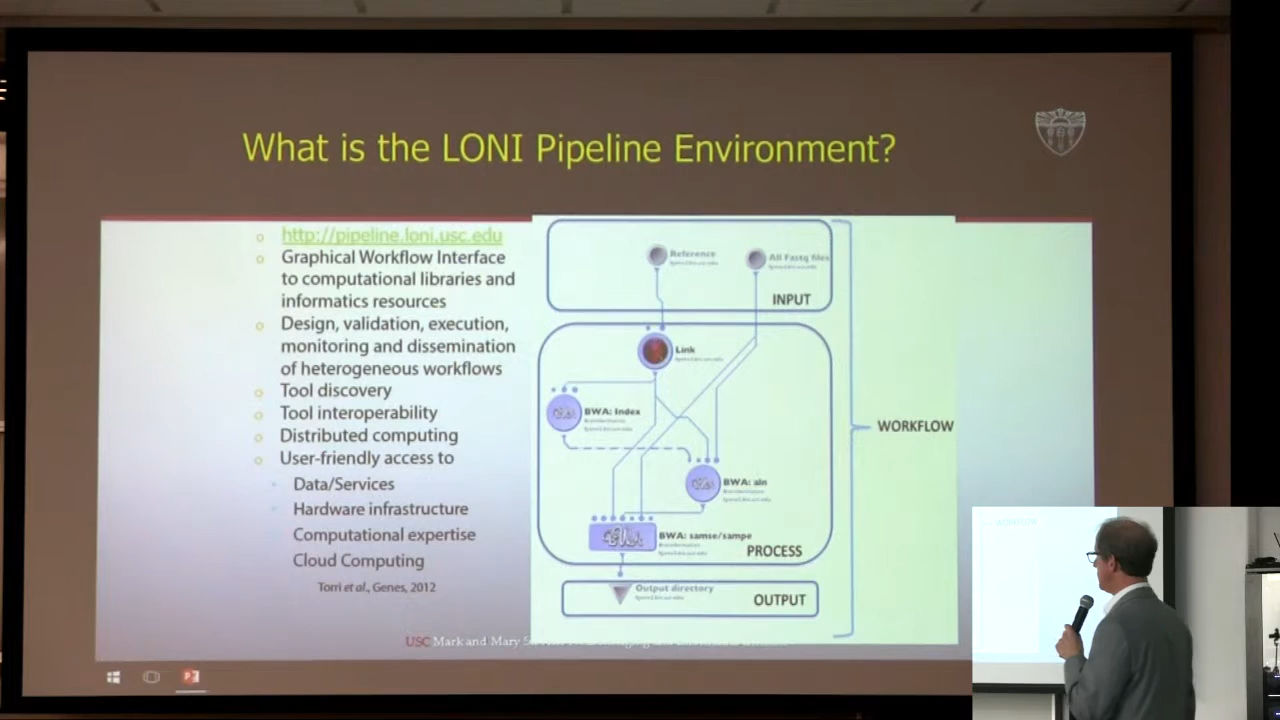 What is the LONI Pipeline Environment?
http://pipeline.loni.usc.edu
Graphical Workflow Interface
to computational libraries and
informatics resources
Design, validation, execution,
monitoring and dissemination
of heterogeneous workflows
Tool discovery
Tool interoperability
Distributed computing
User-friendly access to
Data/Services
Hardware infrastructure
Computational expertise
Cloud Computing
Torri et al., Genes, 2012
Reference
All Fastq files
INPUT
Link
BWA: Index
BWA: aln
BWA: samse/sampe
PROCESS
Output directory
OUTPUT
WORKFLOW
USC Mark and Mary